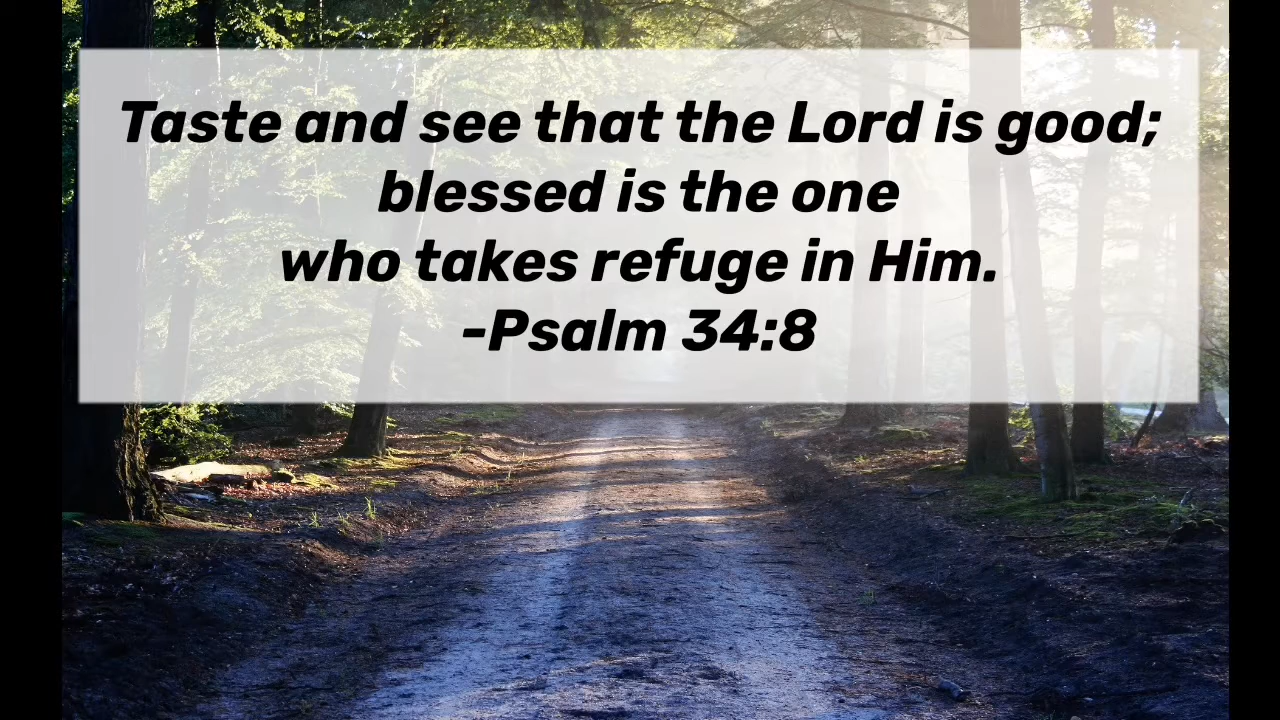 Taste and see that the Lord is good;
blessed is the one
who takes refuge in Him.
-Psalm 34:8